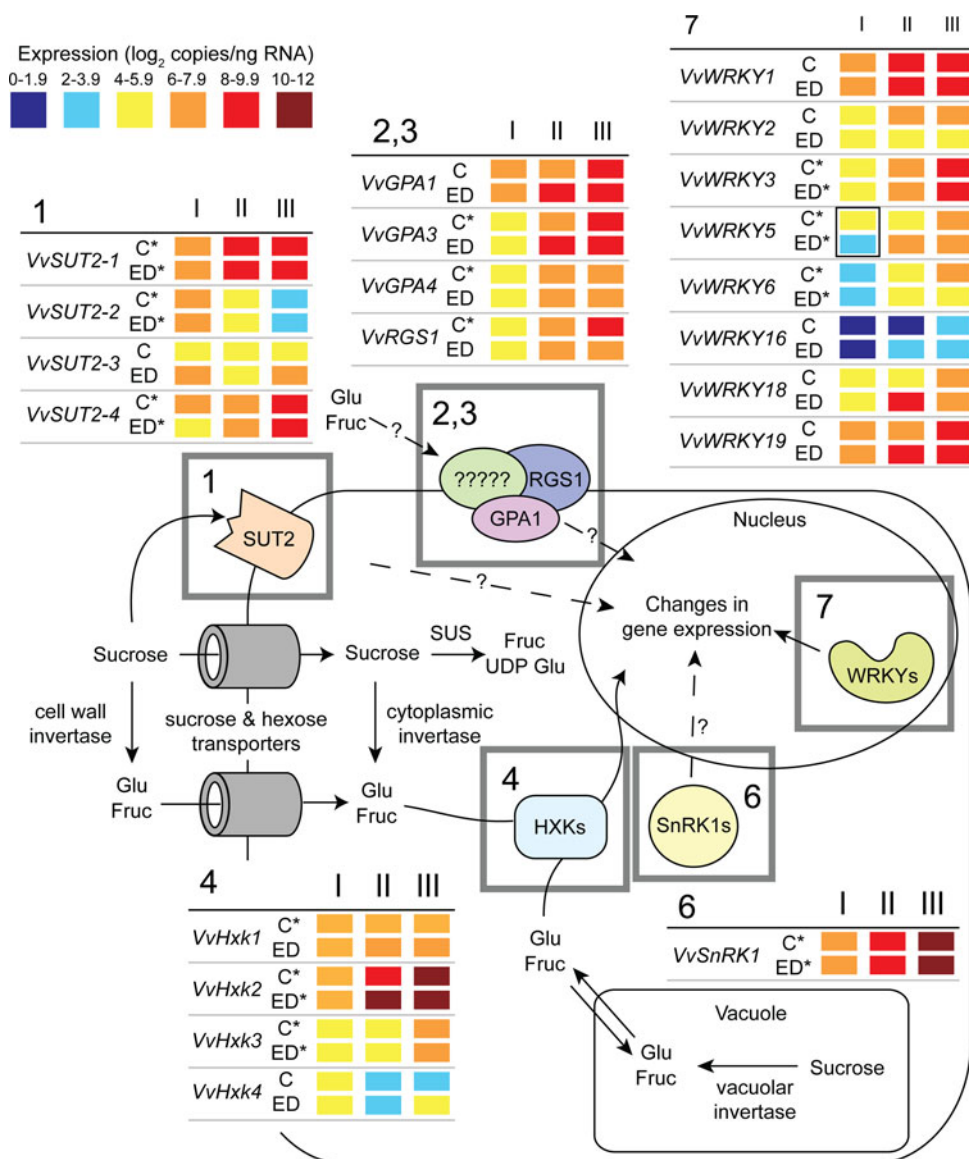 Expression (log2 copies/ng RNA)
0-1.9 2-3.9 4-5.9 6-7.9 8-9.9 10-12
1 I II III
VvSUT2-1 C*
ED*
VvSUT2-2 C*
ED*
VvSUT2-3 C
ED
VvSUT2-4 C*
ED*
2,3 I II III
VvGPA1 C
ED
VvGPA3 C*
ED
VvGPA4 C*
ED
VvRGS1 C*
ED
7 I II III
VvWRKY1 C
ED
VvWRKY2 C
ED
VvWRKY3 C*
ED*
VvWRKY5 C*
ED*
VvWRKY6 C*
ED*
VvWRKY16 C
ED
VvWRKY18 C
ED
VvWRKY19 C
ED
Glu
Fruc
?
2,3
?????
RGS1
GPA1
?
1
SUT2
?
Nucleus
Changes in
gene expression
7
WRKYs
Sucrose
Sucrose
SUS
Fruc
UDP Glu
cell wall
invertase
sucrose & hexose
transporters
cytoplasmic
invertase
?
Glu
Fruc
Glu
Fruc
4
HXKs
6
SnRK1s
4 I II III
VvHxk1 C*
ED
VvHxk2 C*
ED*
VvHxk3 C*
ED*
VvHxk4 C
ED
Glu
Fruc
6 I II III
VvSnRK1 C*
ED*
Vacuole
Glu
Fruc
Sucrose
vacuolar
invertase